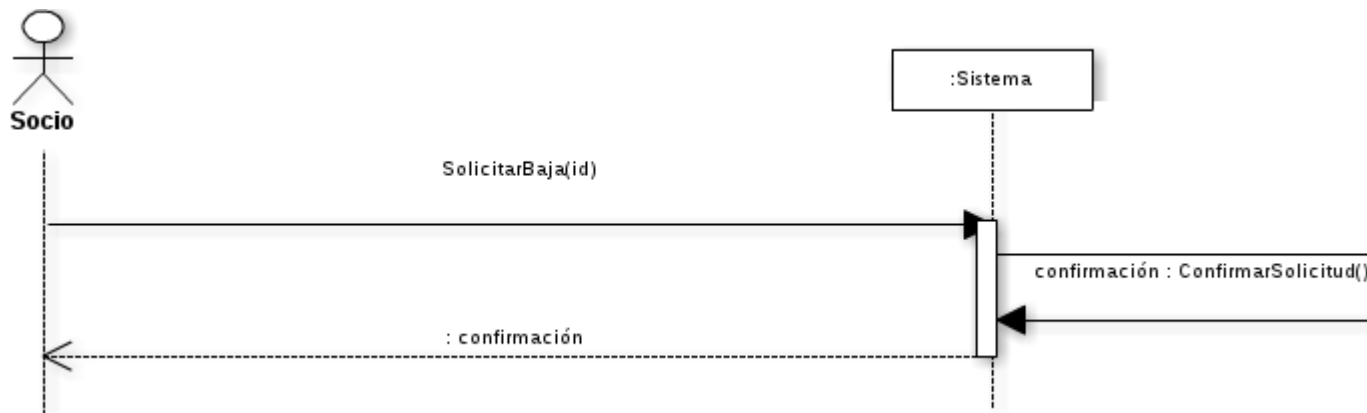 :Sistema
Socio
SolicitarBaja(id)
confirmación : ConfirmarSolicitud()
: confirmación